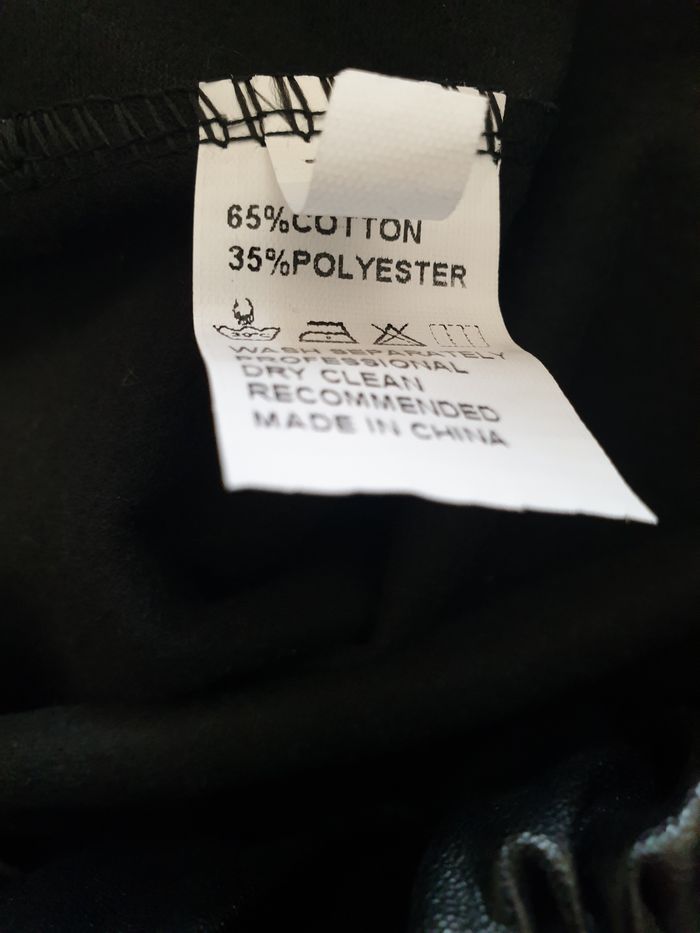 65%COTTON
35%POLYESTER
30°C
WASH SEPARATELY
PROFESSIONAL
DRY CLEAN
RECOMMENDED
MADE IN CHINA